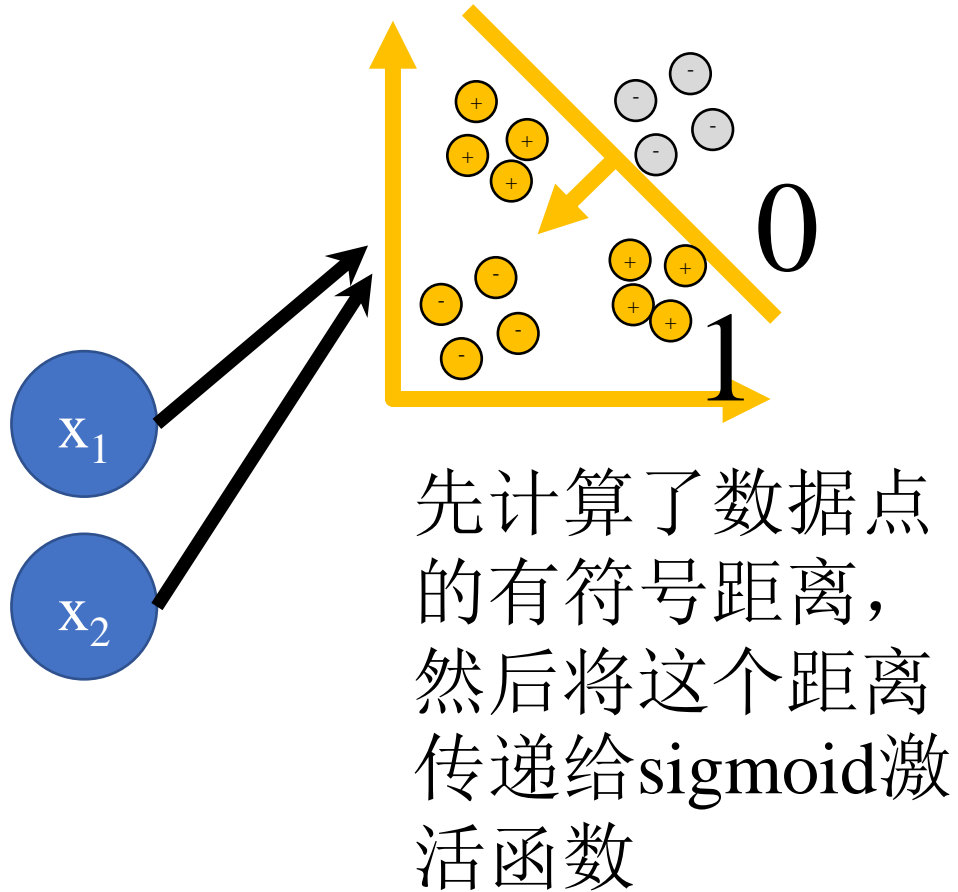 +
+
+
+
-
-
-
-
0
+
+
+
+
-
-
-
-
1
x₁
x₂
先计算了数据点
的有符号距离，
然后将这个距离
传递给sigmoid激
活函数